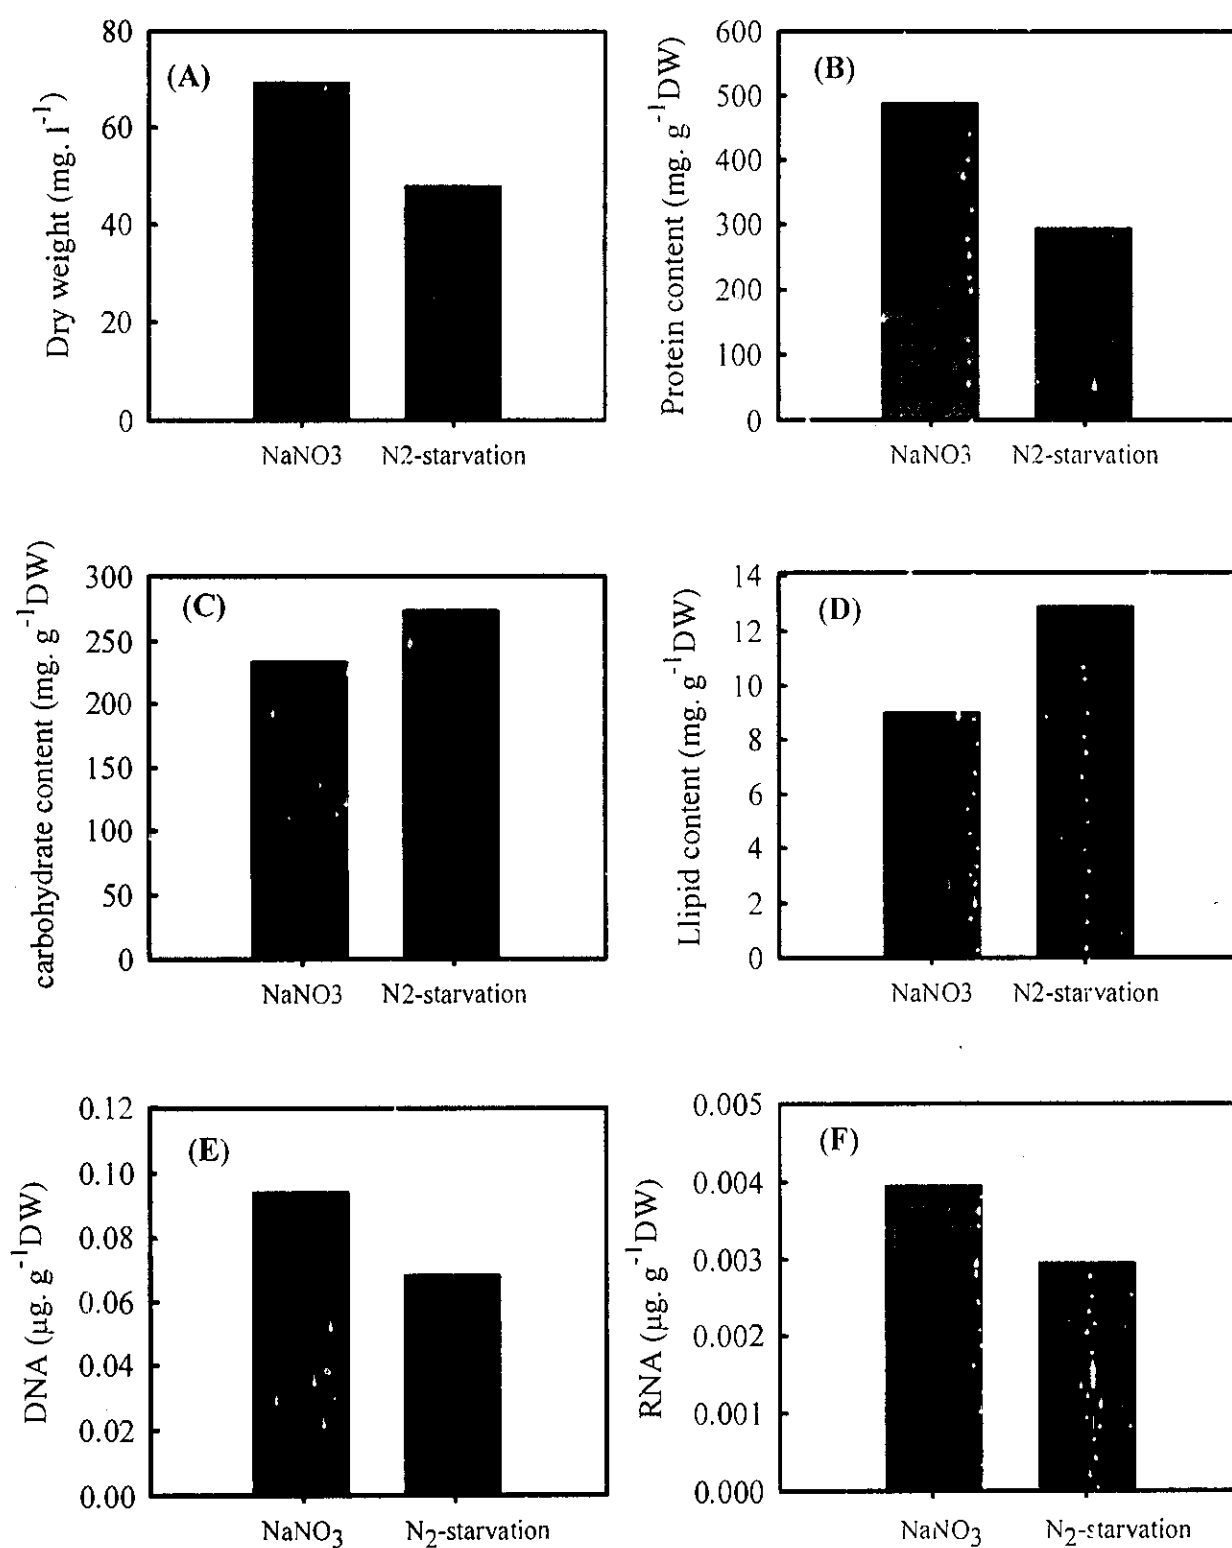 (A)
Dry weight (mg. l⁻¹)
80
60
40
20
0
NaNO3 N2-starvation
(B)
Protein content (mg. g⁻¹DW)
600
500
400
300
200
100
0
NaNO3 N2-starvation
(C)
carbohydrate content (mg. g⁻¹DW)
300
250
200
150
100
50
0
NaNO3 N2-starvation
(D)
Llipid content (mg. g⁻¹DW)
14
12
10
8
6
4
2
0
NaNO3 N2-starvation
(E)
DNA (µg. g⁻¹DW)
0.12
0.10
0.08
0.06
0.04
0.02
0.00
NaNO₃ N₂-starvation
(F)
RNA (µg. g⁻¹DW)
0.005
0.004
0.003
0.002
0.001
0.000
NaNO₃ N₂-starvation